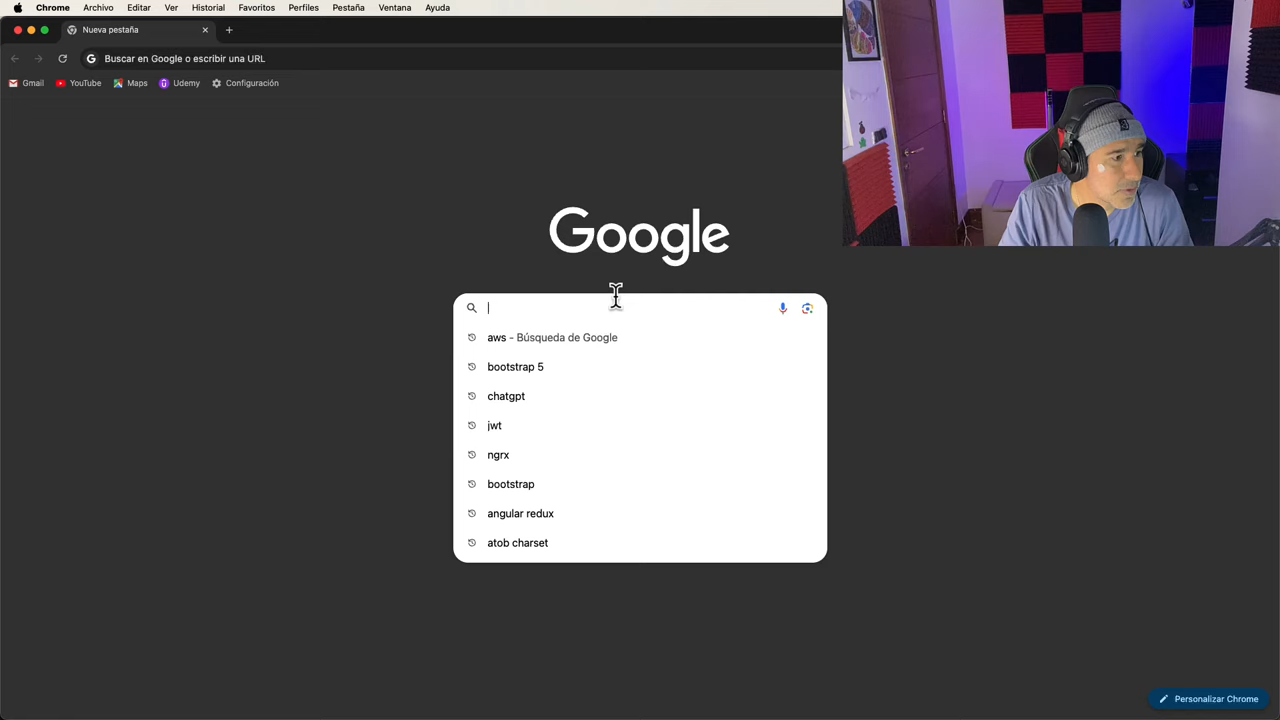 Chrome Archivo Editar Ver Historial Favoritos Perfiles Pestaña Ventana Ayuda
Nueva pestaña
Buscar en Google o escribir una URL
Gmail YouTube Maps Udemy Configuración
Google
aws - Búsqueda de Google
bootstrap 5
chatgpt
jwt
ngrx
bootstrap
angular redux
atob charset
Personalizar Chrome